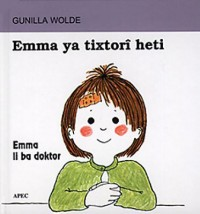 GUNILLA WOLDE
Emma ya tixtorî heti
Emma
li ba doktor
APEC